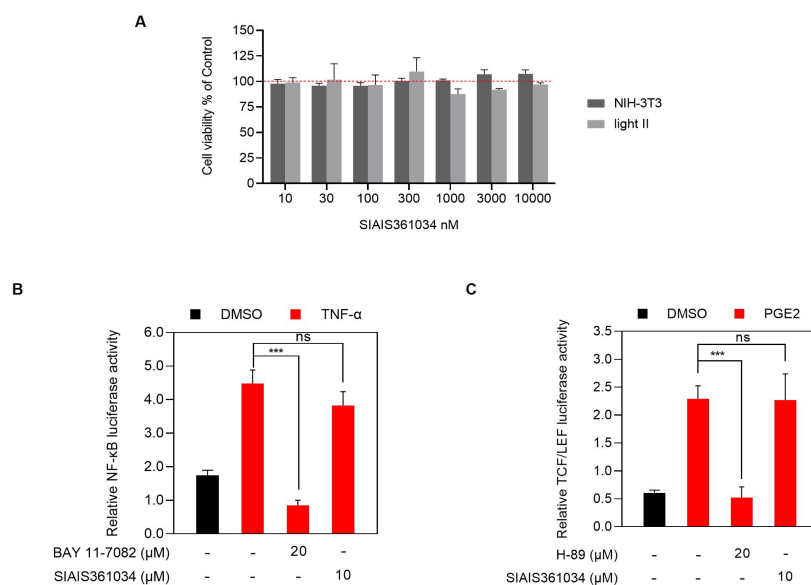 A
150
125
100
75
50
25
0
Cell viability % of Control
10 30 100 300 1000 3000 10000
SIAIS361034 nM
NIH-3T3
light II
B
DMSO TNF-α
6.0
5.0
4.0
3.0
2.0
1.0
0.0
Relative NF-κB luciferase activity
ns
***
BAY 11-7082 (μM) - - 20 -
SIAIS361034 (μM) - - - 10
C
DMSO PGE2
3.5
3.0
2.5
2.0
1.5
1.0
0.5
0.0
Relative TCF/LEF luciferase activity
ns
***
H-89 (μM) - - 20 -
SIAIS361034 (μM) - - - 10